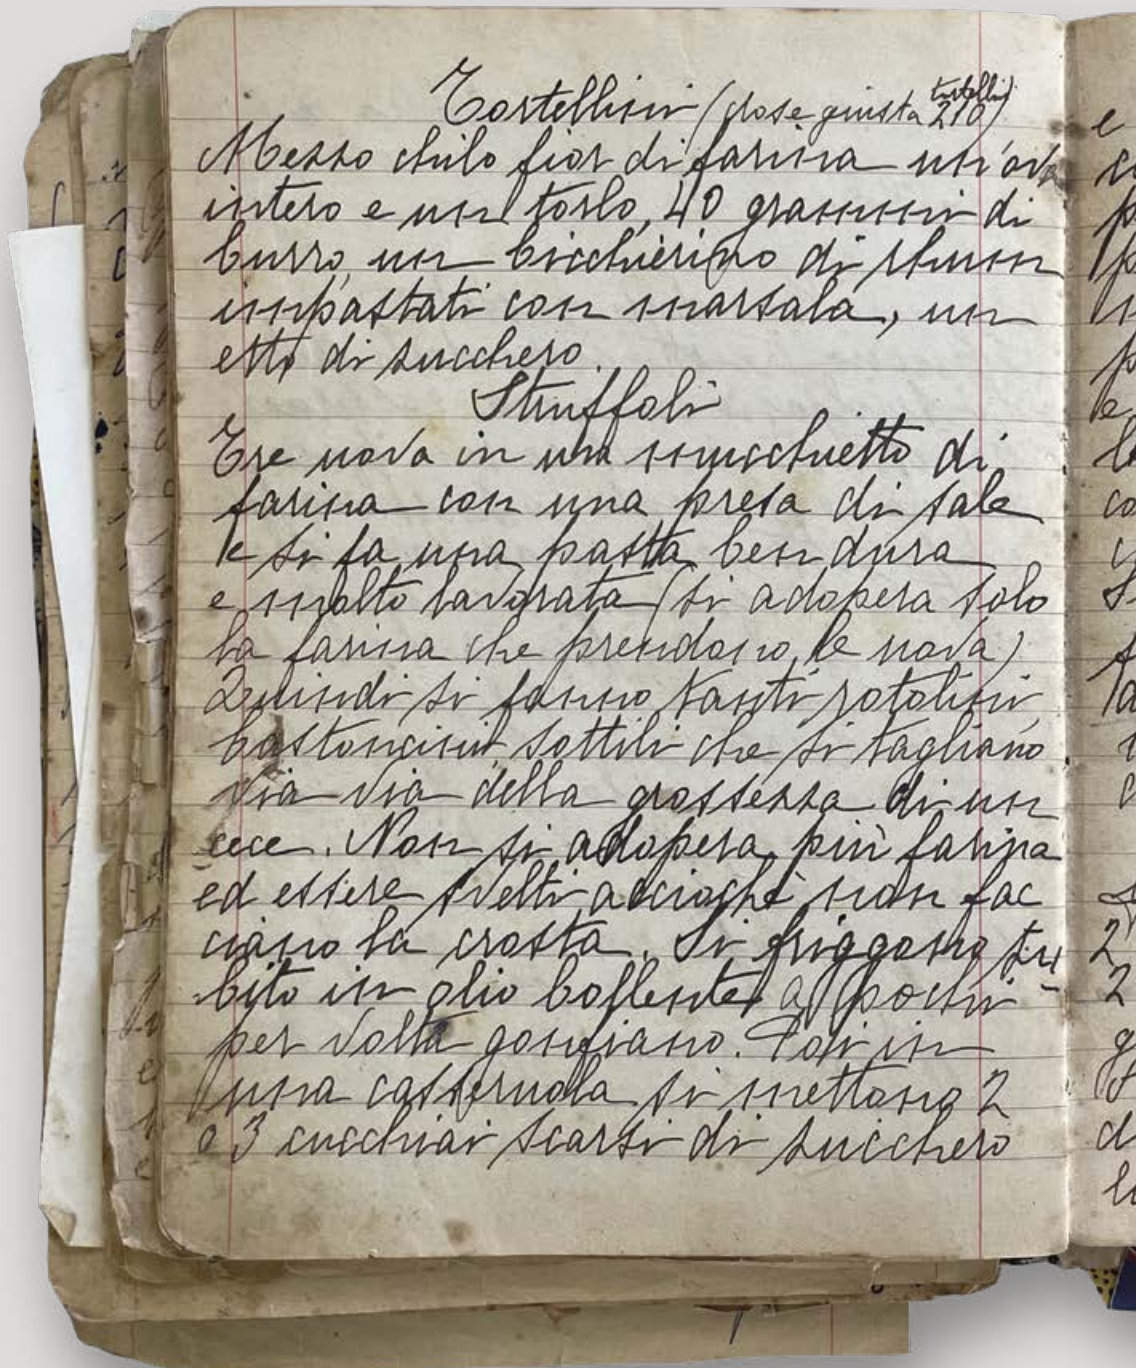 Tortellini (dose giusta 210 tortelli)
Mezzo chilo fior di farina un'ovo
intero e un torlo, 40 grammi di
burro, un bicchierino di rhum
impastati con marsala, un
etto di zucchero.
Struffoli
Tre uova in un mucchietto di
farina con una presa di sale
e si fa una pasta ben dura
e molto lavorata (si adopera solo
la farina che prendono le uova)
Quindi si fanno tanti rotolini
bastoncini sottili che si tagliano
via via della grossezza di un
cece. Non si adopera più farina
ed essere svelti acciochè non fac
ciano la crosta. Si friggono su
bito in olio bollente a pochi
per volta gonfiano. Poi in
una casseruola si mettono 2
o 3 cucchiai scarsi di zucchero